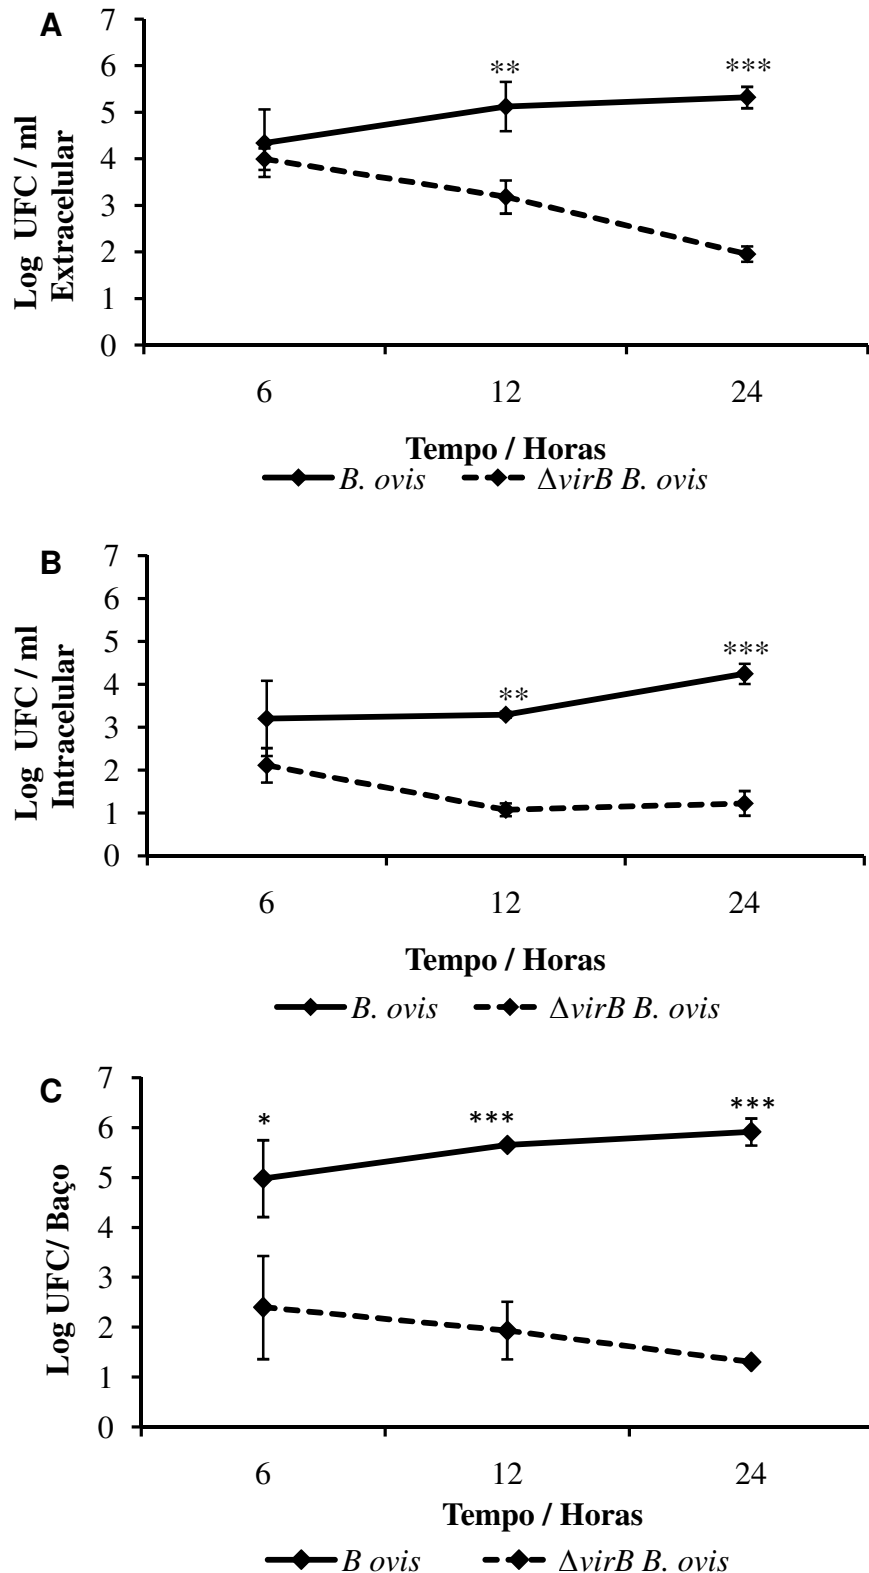 A
7
6
5
4
3
2
1
0
Log UFC / ml
Extracelular
**
***
6 12 24
Tempo / Horas
B. ovis ΔvirB B. ovis
B
7
6
5
4
3
2
1
0
Log UFC / ml
Intracelular
**
***
6 12 24
Tempo / Horas
B. ovis ΔvirB B. ovis
C
7
6
5
4
3
2
1
0
Log UFC/ Baço
*
***
***
6 12 24
Tempo / Horas
B ovis ΔvirB B. ovis